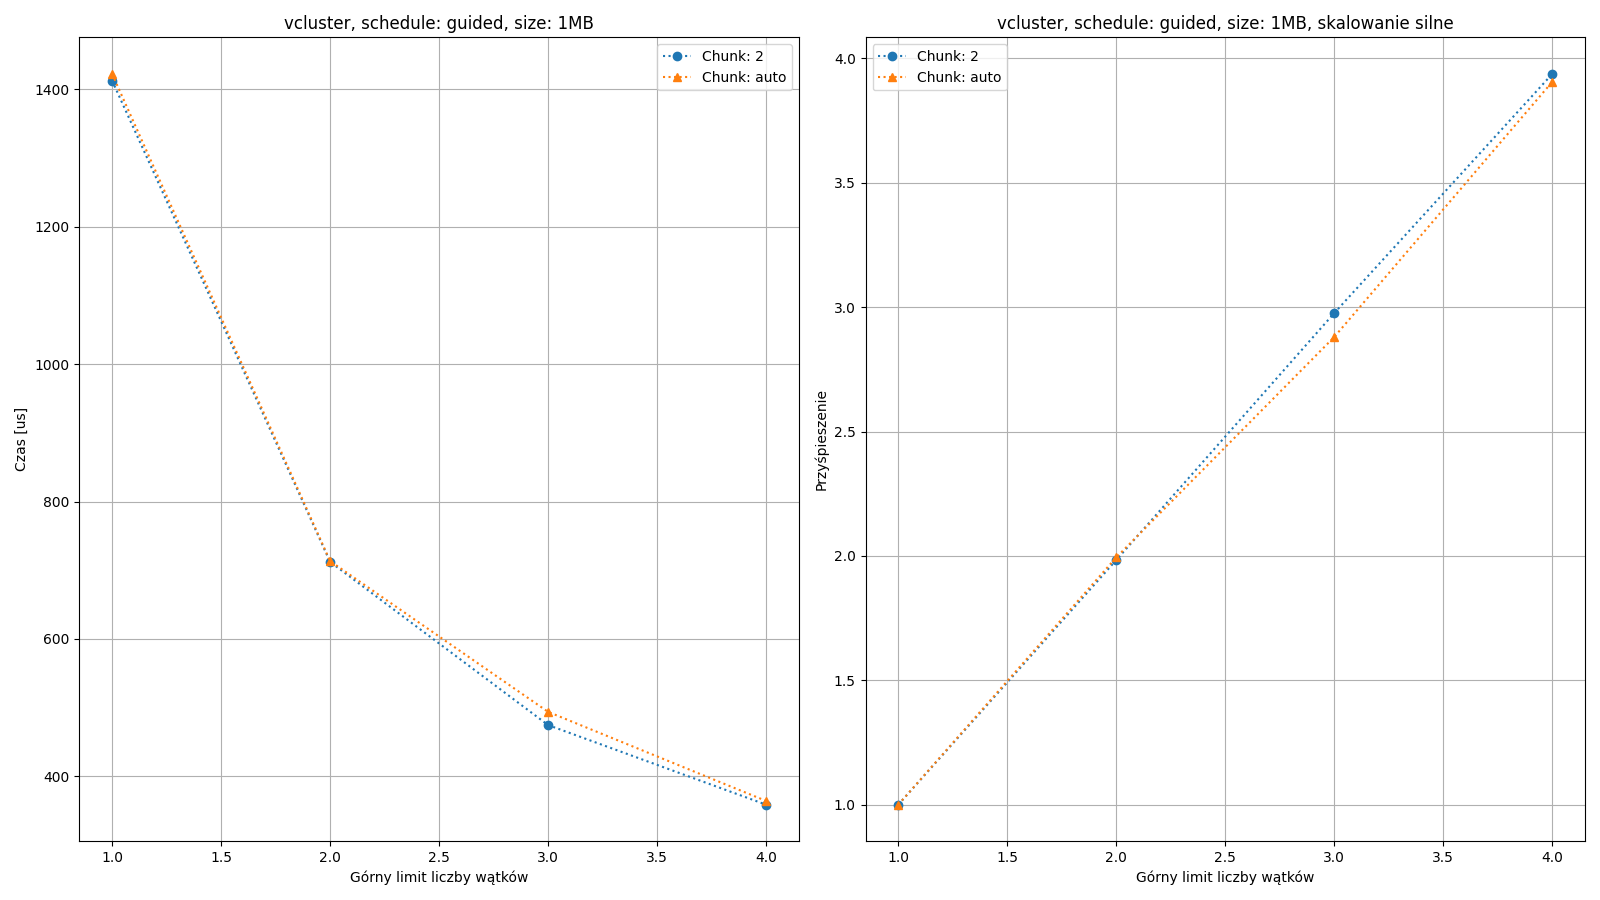 vcluster, schedule: guided, size: 1MB
Chunk: 2
Chunk: auto
1400
1200
1000
800
600
400
Czas [us]
1.0 1.5 2.0 2.5 3.0 3.5 4.0
Górny limit liczby wątków
vcluster, schedule: guided, size: 1MB, skalowanie silne
Chunk: 2
Chunk: auto
4.0
3.5
3.0
2.5
2.0
1.5
1.0
Przyśpieszenie
1.0 1.5 2.0 2.5 3.0 3.5 4.0
Górny limit liczby wątków